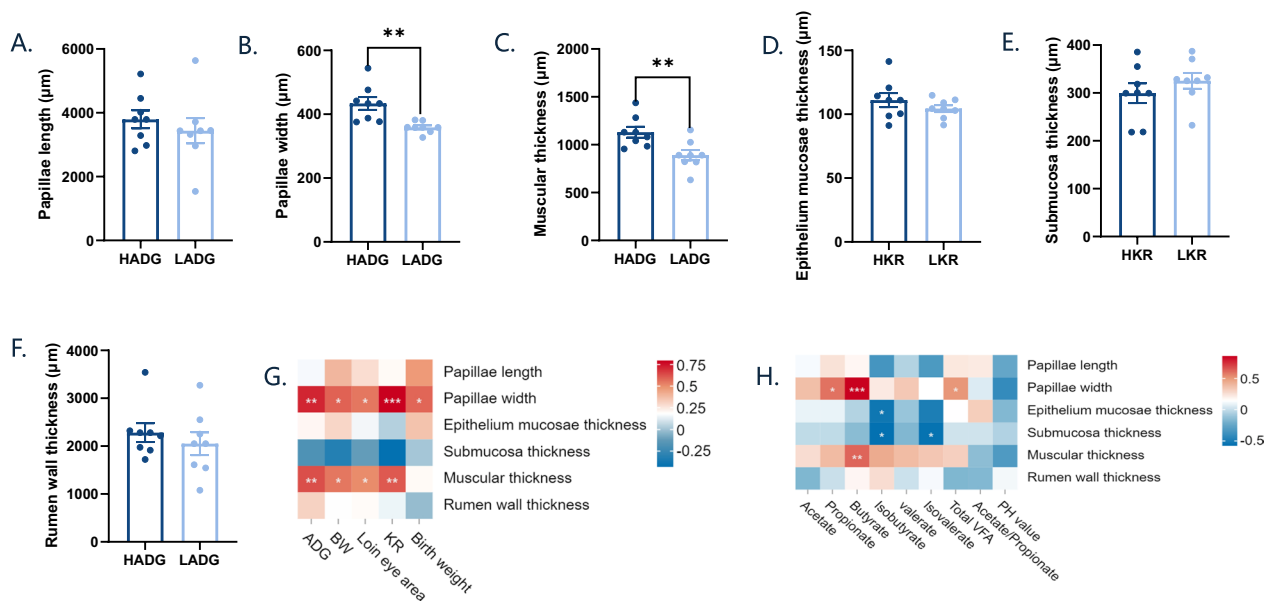 A.
Papillae length (μm)
6000
4000
2000
0
HADG LADG
B.
Papillae width (μm)
600
400
200
0
**
HADG LADG
C.
Muscular thickness (μm)
2000
1500
1000
500
0
**
HADG LADG
D.
Epithelium mucosae thickness (μm)
150
100
50
0
HKR LKR
E.
Submucosa thickness (μm)
400
300
200
100
0
HKR LKR
F.
Rumen wall thickness (μm)
4000
3000
2000
1000
0
HADG LADG
G.
Papillae length
** * * *** * Papillae width
Epithelium mucosae thickness
Submucosa thickness
** * * ** Muscular thickness
Rumen wall thickness
ADG
BW
Loin eye area
KR
Birth weight
0.75
0.5
0.25
0
-0.25
H.
Papillae length
* *** * Papillae width
* Epithelium mucosae thickness
* * Submucosa thickness
** Muscular thickness
Rumen wall thickness
Acetate
Propionate
Butyrate
Isobutyrate
valerate
Isovalerate
Total VFA
Acetate/Propionate
PH value
0.5
0
-0.5